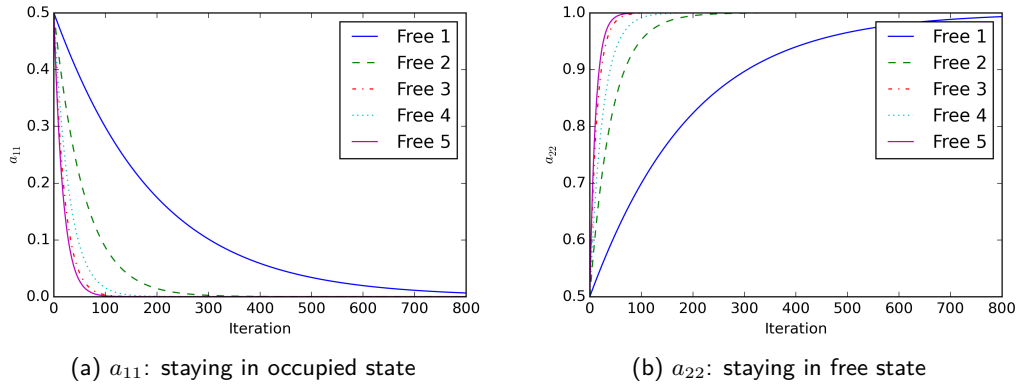 0.5
0.4
0.3
0.2
0.1
0.0
a11
0 100 200 300 400 500 600 700 800
Iteration
Free 1
Free 2
Free 3
Free 4
Free 5
(a) a11: staying in occupied state
1.0
0.9
0.8
0.7
0.6
0.5
a22
0 100 200 300 400 500 600 700 800
Iteration
Free 1
Free 2
Free 3
Free 4
Free 5
(b) a22: staying in free state